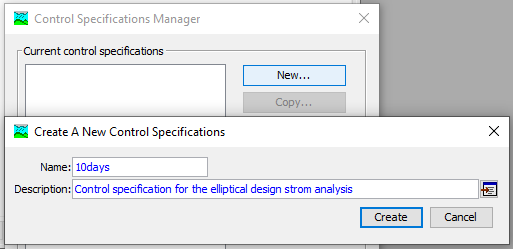 Control Specifications Manager
Current control specifications
New...
Copy...
Create A New Control Specifications
Name: 10days
Description: Control specification for the elliptical design strom analysis
Create Cancel